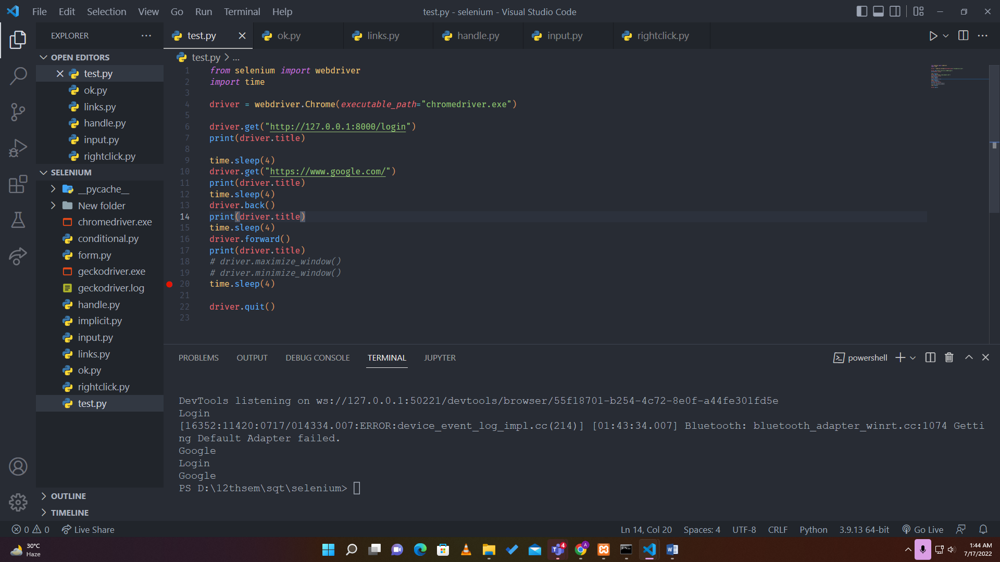 File Edit Selection View Go Run Terminal Help
test.py - selenium - Visual Studio Code
EXPLORER
OPEN EDITORS
test.py
ok.py
links.py
handle.py
input.py
rightclick.py
SELENIUM
__pycache__
New folder
chromedriver.exe
conditional.py
form.py
geckodriver.exe
geckodriver.log
handle.py
implicit.py
input.py
links.py
ok.py
rightclick.py
test.py
OUTLINE
TIMELINE
test.py ok.py links.py handle.py input.py rightclick.py
test.py > ...
1 from selenium import webdriver
2 import time
3
4 driver = webdriver.Chrome(executable_path="chromedriver.exe")
5
6 driver.get("http://127.0.0.1:8000/login")
7 print(driver.title)
8
9 time.sleep(4)
10 driver.get("https://www.google.com/")
11 print(driver.title)
12 time.sleep(4)
13 driver.back()
14 print(driver.title)
15 time.sleep(4)
16 driver.forward()
17 print(driver.title)
18 # driver.maximize_window()
19 # driver.minimize_window()
20 time.sleep(4)
21
22 driver.quit()
23
PROBLEMS OUTPUT DEBUG CONSOLE TERMINAL JUPYTER
powershell
DevTools listening on ws://127.0.0.1:50221/devtools/browser/55f18701-b254-4c72-8e0f-a44fe301fd5e
Login
[16352:11420:0717/014334.007:ERROR:device_event_log_impl.cc(214)] [01:43:34.007] Bluetooth: bluetooth_adapter_winrt.cc:1074 Getti
ng Default Adapter failed.
Google
Login
Google
PS D:\12thsem\sqt\selenium>
0 0 Live Share
Ln 14, Col 20 Spaces: 4 UTF-8 CRLF Python 3.9.13 64-bit Go Live
30°C
Haze
4
A
1:44 AM
7/17/2022